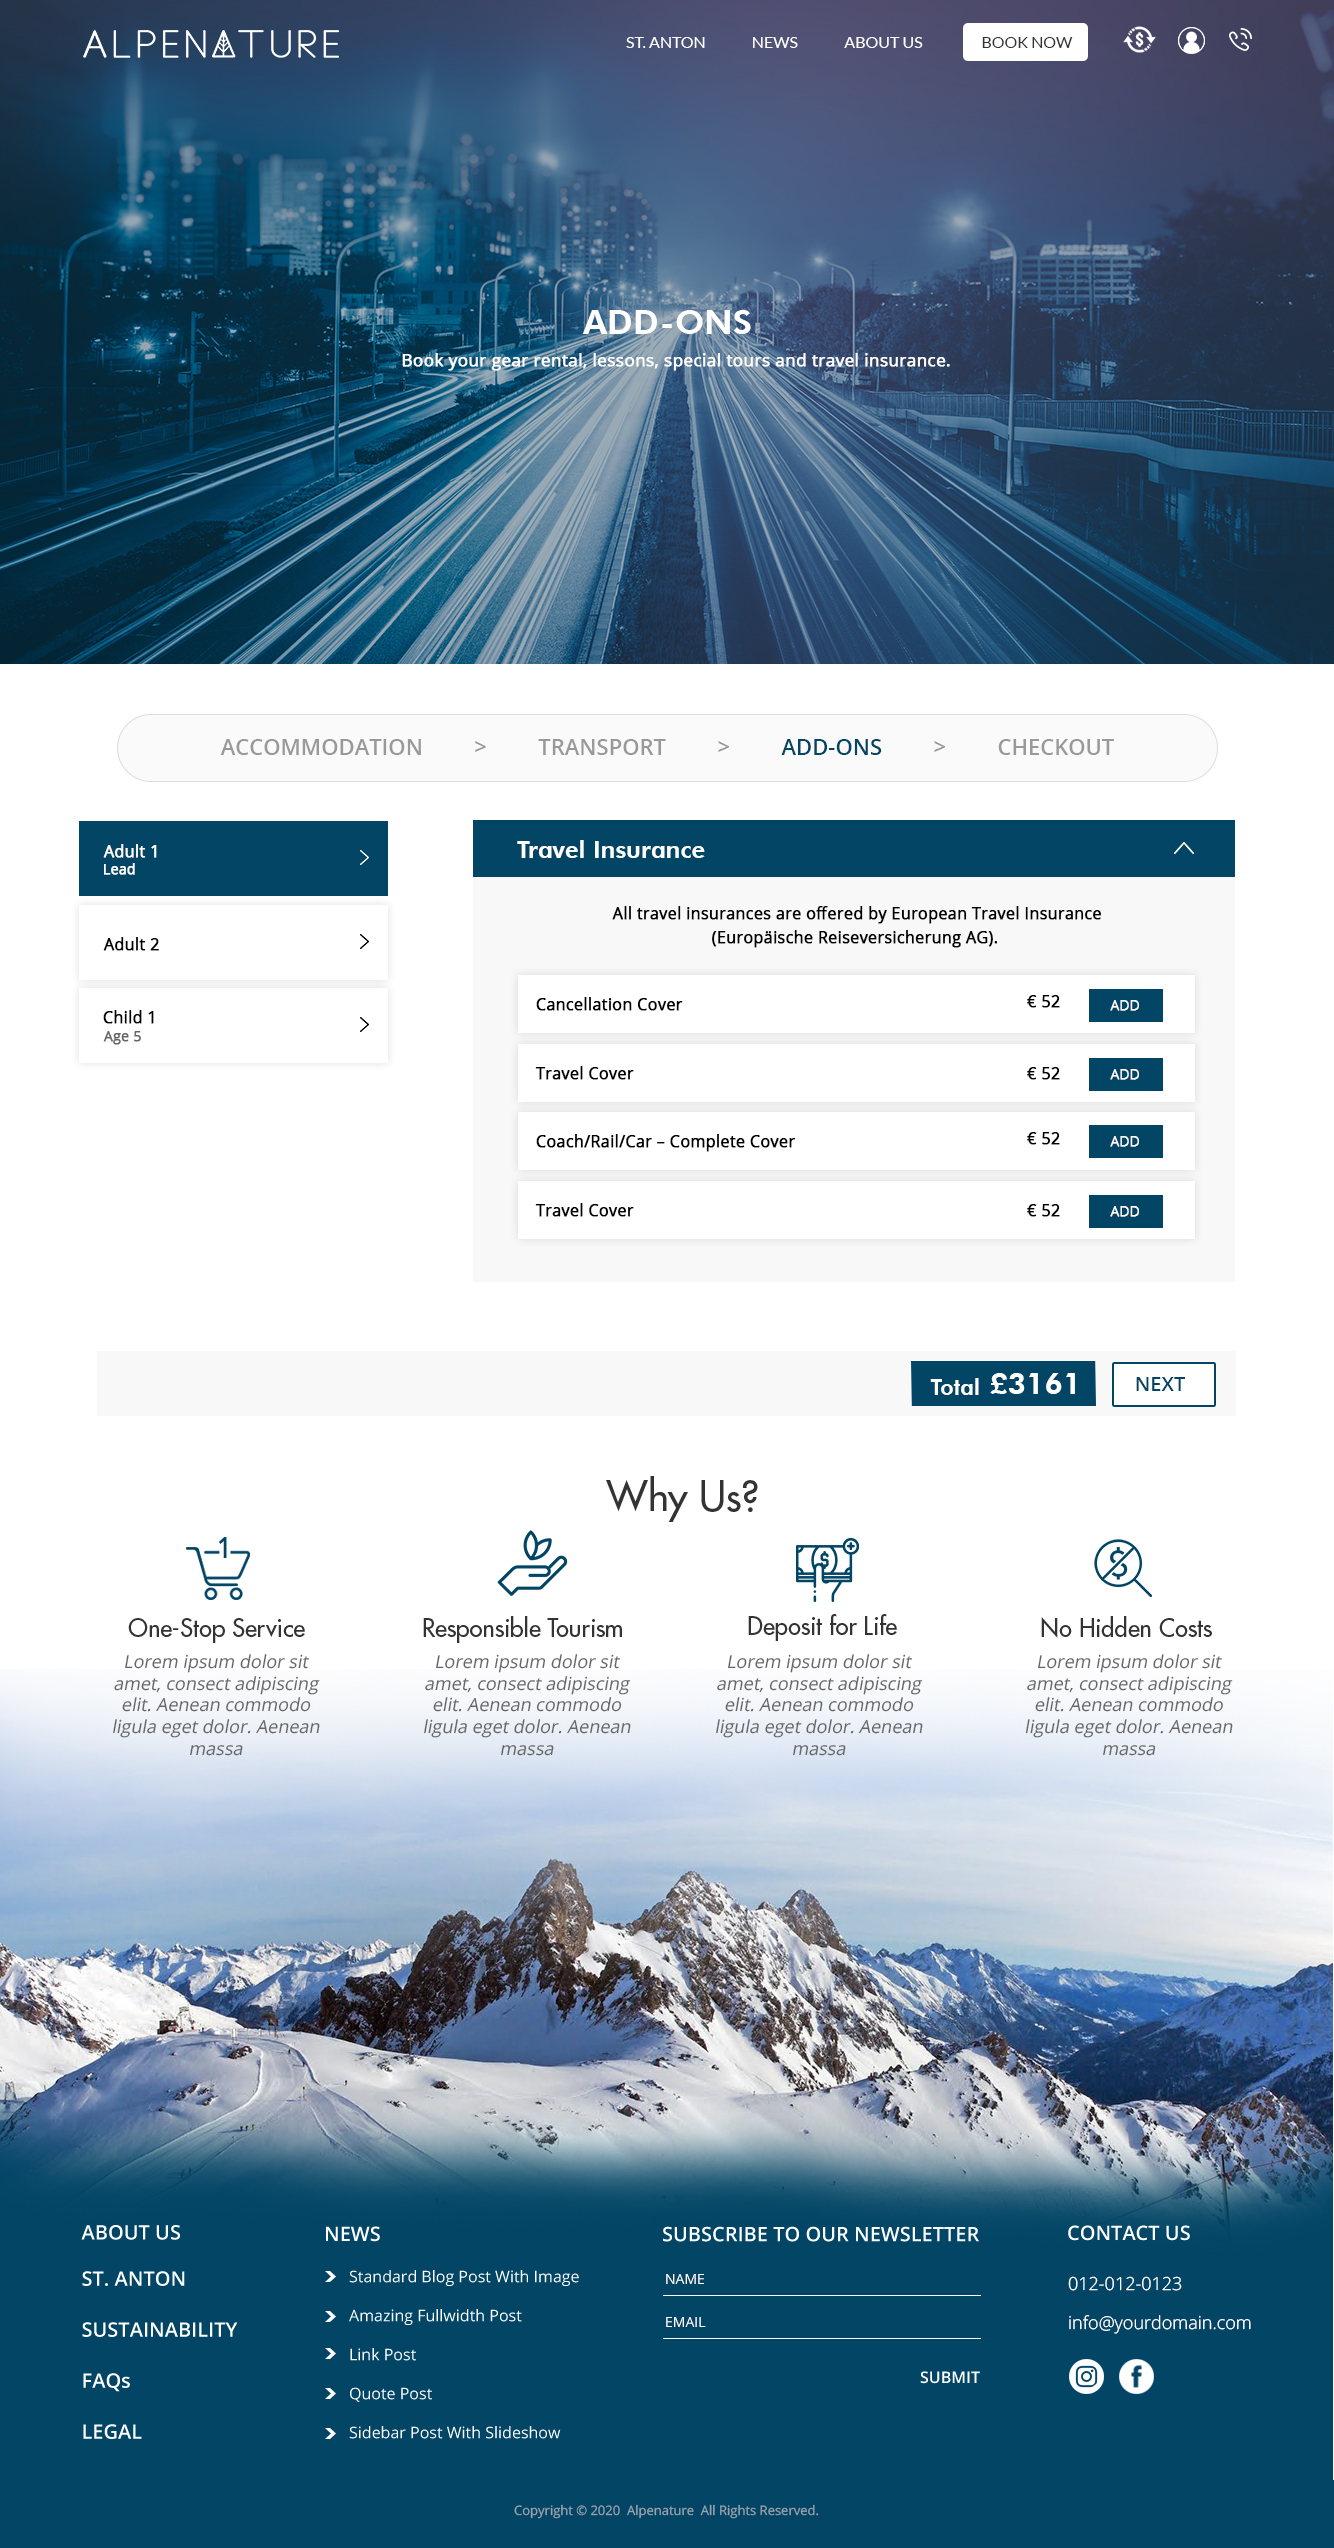 ALPENATURE
ST. ANTON NEWS ABOUT US BOOK NOW
ADD-ONS
Book your gear rental, lessons, special tours and travel insurance.
ACCOMMODATION > TRANSPORT > ADD-ONS > CHECKOUT
Adult 1
Lead
Adult 2
Child 1
Age 5
Travel Insurance
All travel insurances are offered by European Travel Insurance
(Europäische Reiseversicherung AG).
Cancellation Cover € 52 ADD
Travel Cover € 52 ADD
Coach/Rail/Car – Complete Cover € 52 ADD
Travel Cover € 52 ADD
Total £3161 NEXT
Why Us?
One-Stop Service
Lorem ipsum dolor sit
amet, consect adipiscing
elit. Aenean commodo
ligula eget dolor. Aenean
massa
Responsible Tourism
Lorem ipsum dolor sit
amet, consect adipiscing
elit. Aenean commodo
ligula eget dolor. Aenean
massa
Deposit for Life
Lorem ipsum dolor sit
amet, consect adipiscing
elit. Aenean commodo
ligula eget dolor. Aenean
massa
No Hidden Costs
Lorem ipsum dolor sit
amet, consect adipiscing
elit. Aenean commodo
ligula eget dolor. Aenean
massa
ABOUT US
ST. ANTON
SUSTAINABILITY
FAQs
LEGAL
NEWS
Standard Blog Post With Image
Amazing Fullwidth Post
Link Post
Quote Post
Sidebar Post With Slideshow
SUBSCRIBE TO OUR NEWSLETTER
NAME
EMAIL
SUBMIT
CONTACT US
012-012-0123
info@yourdomain.com
Copyright © 2020 Alpenature All Rights Reserved.